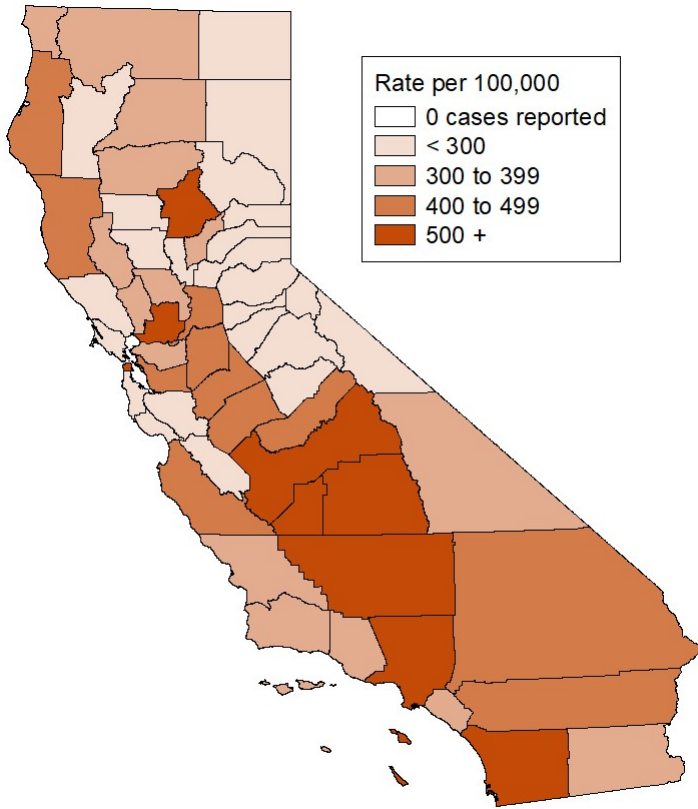 Rate per 100,000
0 cases reported
< 300
300 to 399
400 to 499
500 +